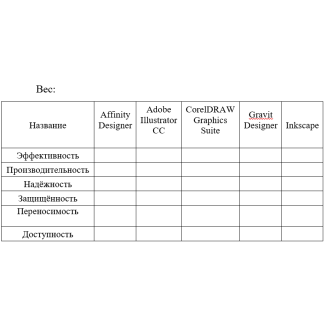 Вес:
Название
Affinity
Designer
Adobe
Illustrator
CC
CorelDRAW
Graphics
Suite
Gravit
Designer
Inkscape
Эффективность
Производительность
Надёжность
Защищённость
Переносимость
Доступность